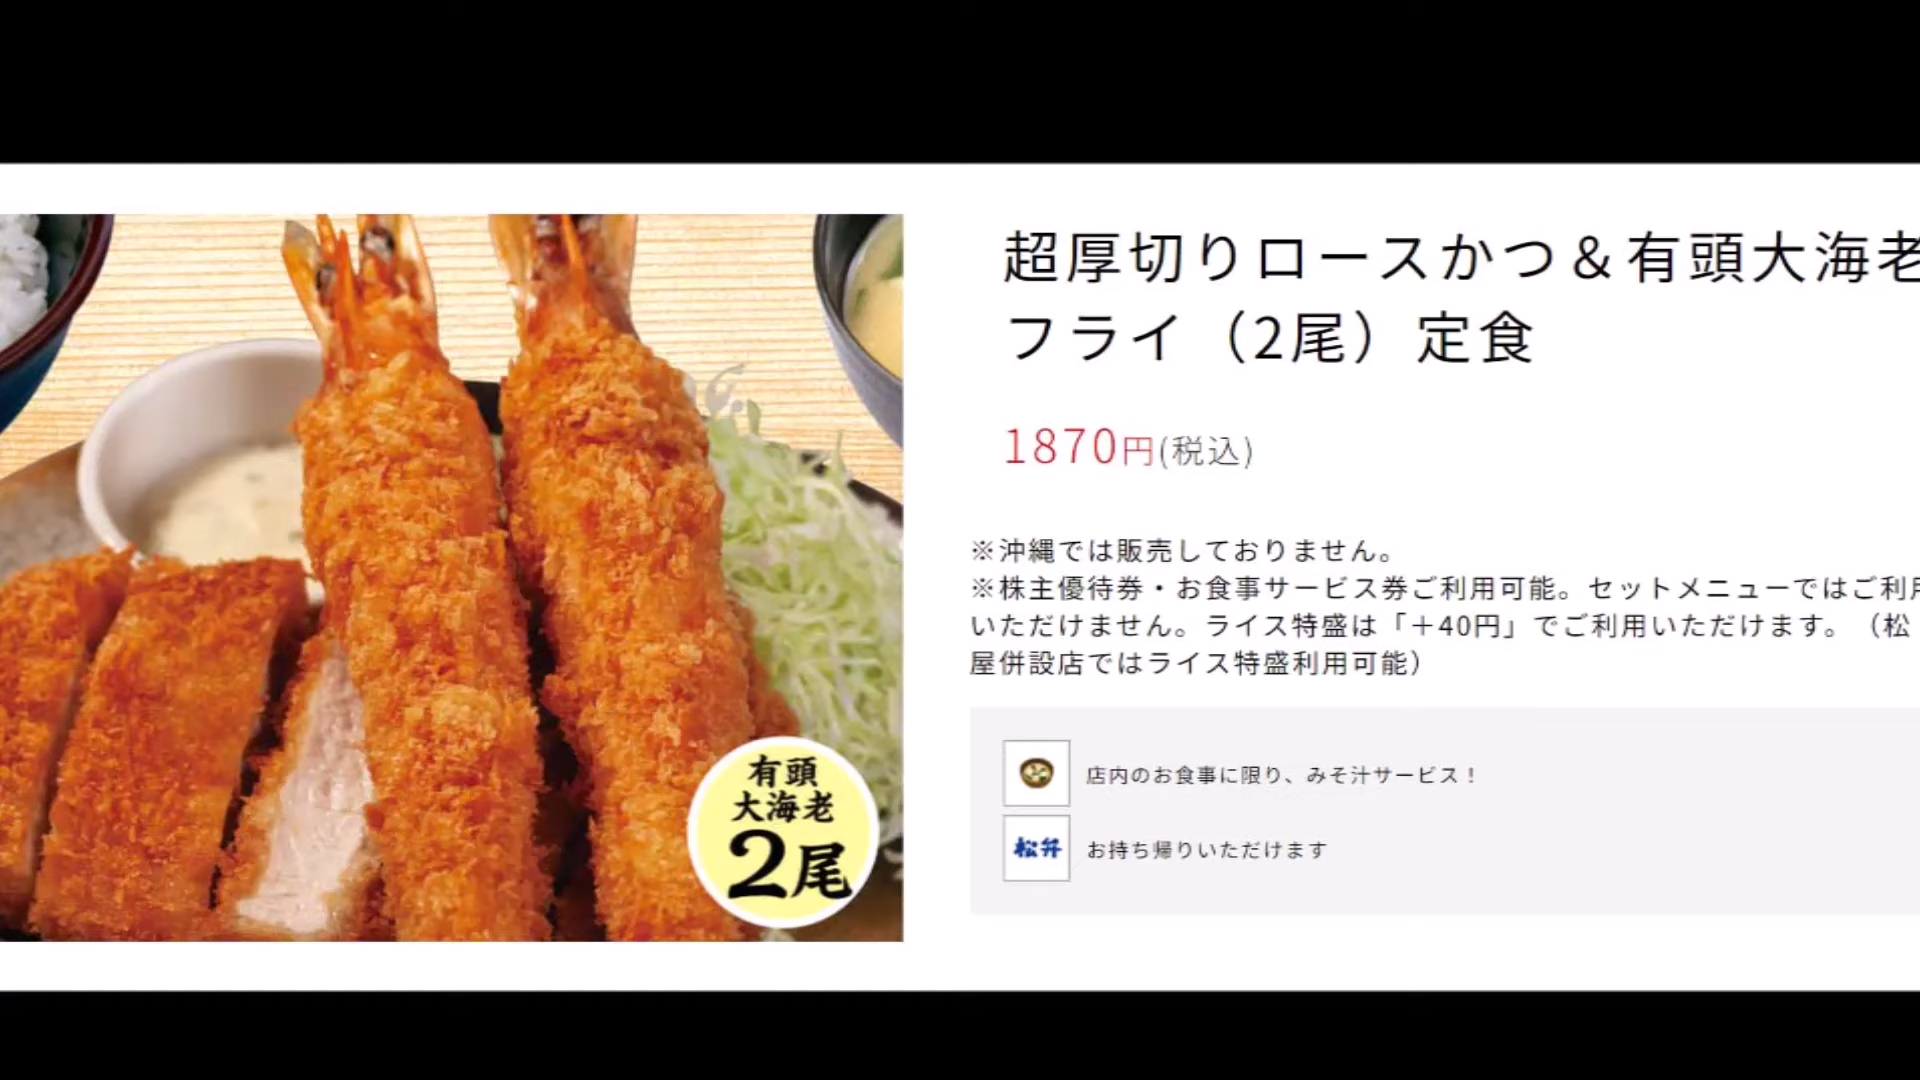 超厚切りロースかつ＆有頭大海老
フライ（2尾）定食
1870円(税込)
※沖縄では販売しておりません。
※株主優待券・お食事サービス券ご利用可能。セットメニューではご利用
いただけません。ライス特盛は「＋40円」でご利用いただけます。（松
屋併設店ではライス特盛利用可能）
店内のお食事に限り、みそ汁サービス！
松弁
お持ち帰りいただけます
有頭
大海老
2尾